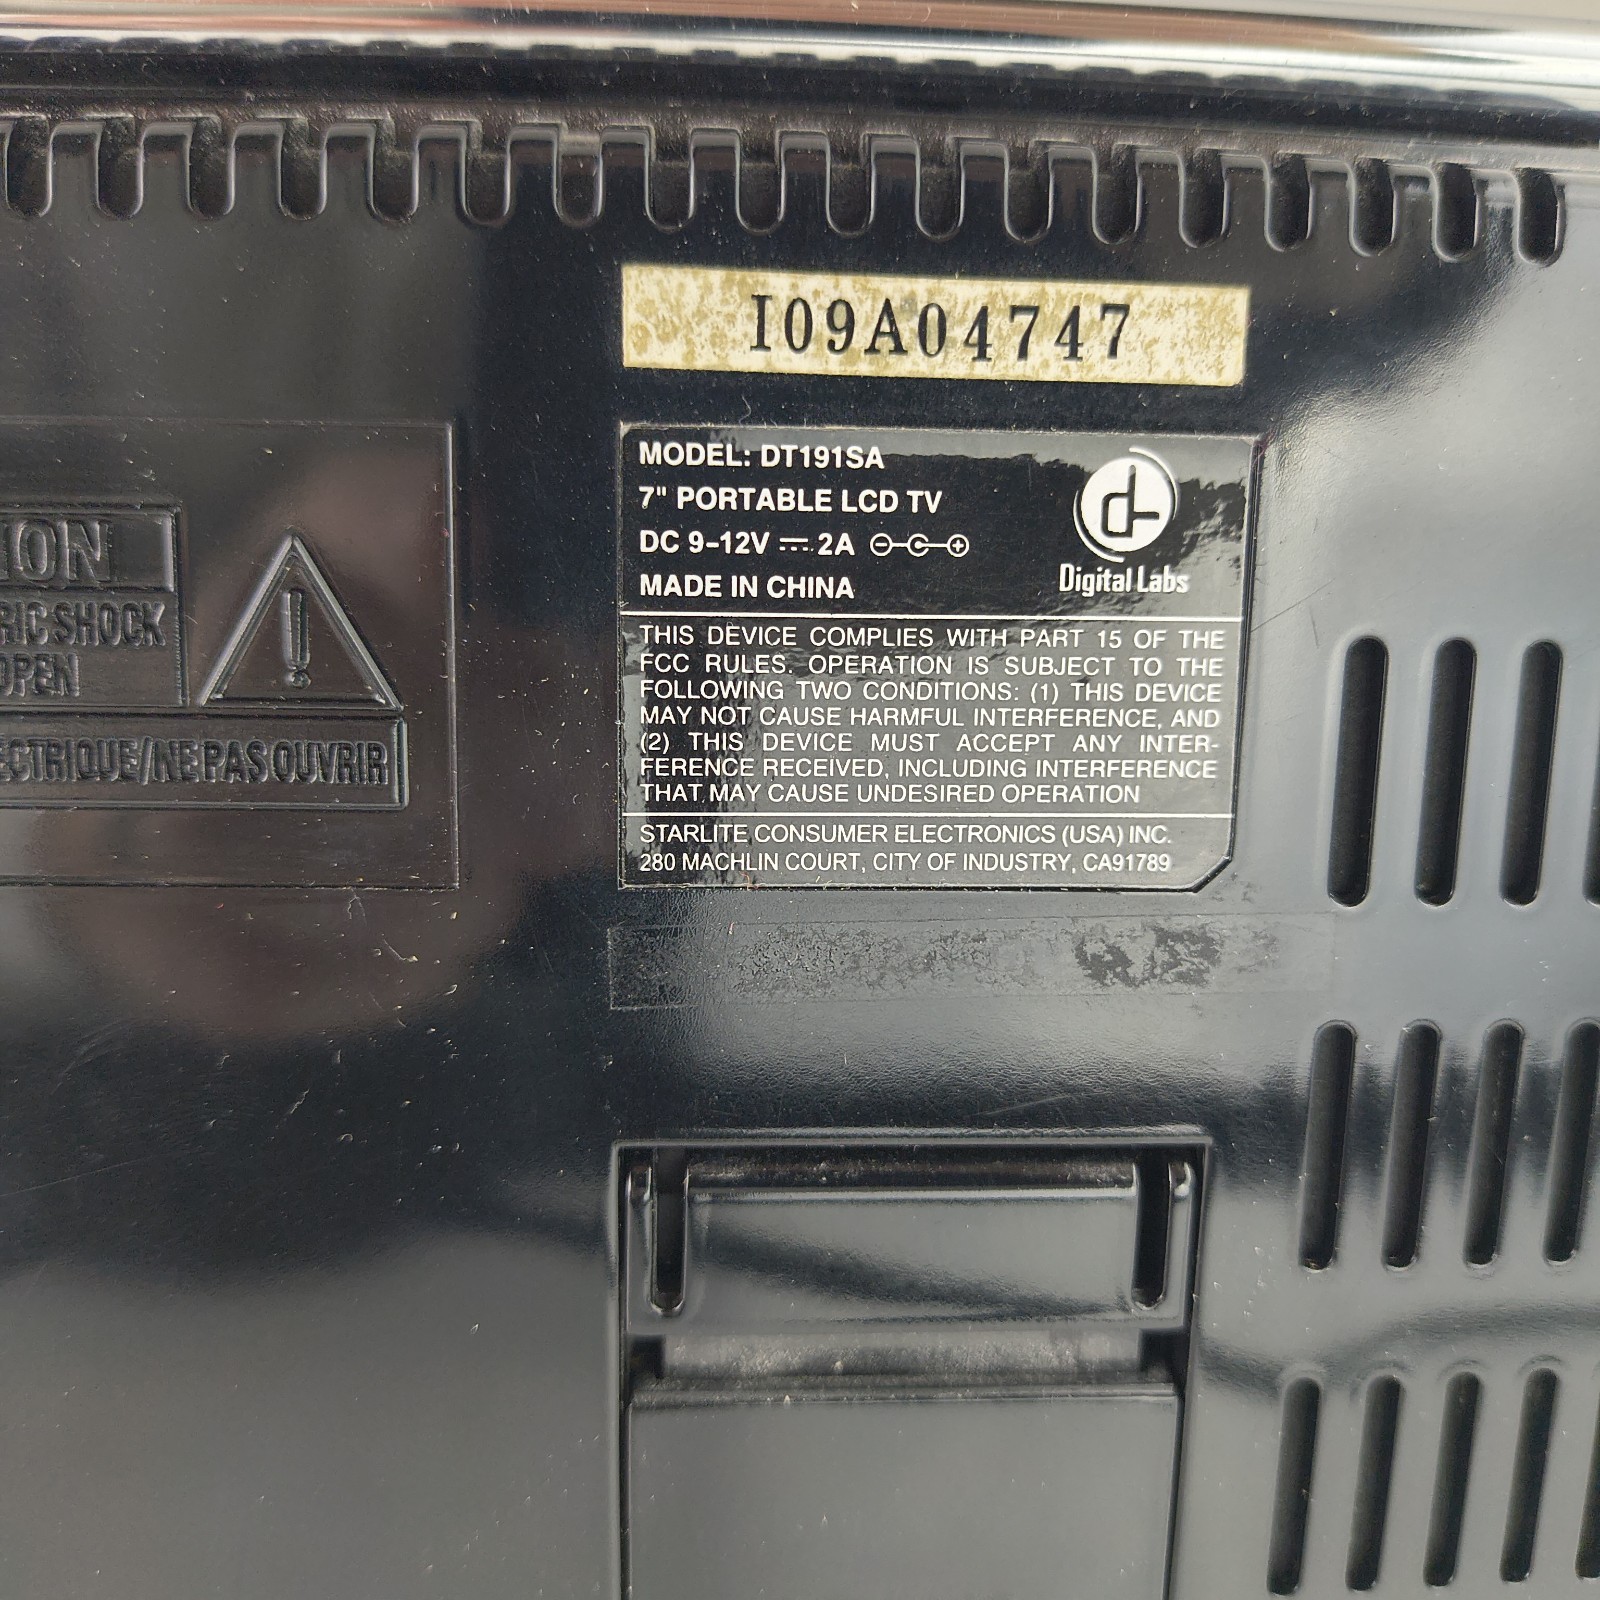 I09A04747
MODEL: DT191SA
7" PORTABLE LCD TV
DC 9-12V 2A
MADE IN CHINA
Digital Labs
THIS DEVICE COMPLIES WITH PART 15 OF THE
FCC RULES. OPERATION IS SUBJECT TO THE
FOLLOWING TWO CONDITIONS: (1) THIS DEVICE
MAY NOT CAUSE HARMFUL INTERFERENCE, AND
(2) THIS DEVICE MUST ACCEPT ANY INTER-
FERENCE RECEIVED, INCLUDING INTERFERENCE
THAT MAY CAUSE UNDESIRED OPERATION
STARLITE CONSUMER ELECTRONICS (USA) INC.
280 MACHLIN COURT, CITY OF INDUSTRY, CA91789
ION
RIC SHOCK
OPEN
ECTRIQUE/NE PAS OUVRIR